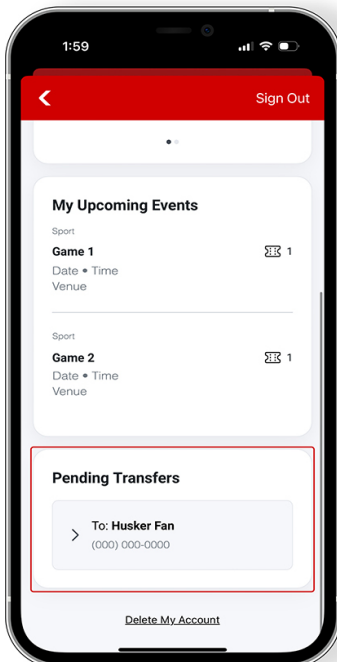 1:59
Sign Out
My Upcoming Events
Sport
Game 1
1
Date • Time
Venue
Sport
Game 2
1
Date • Time
Venue
Pending Transfers
To: Husker Fan
(000) 000-0000
Delete My Account